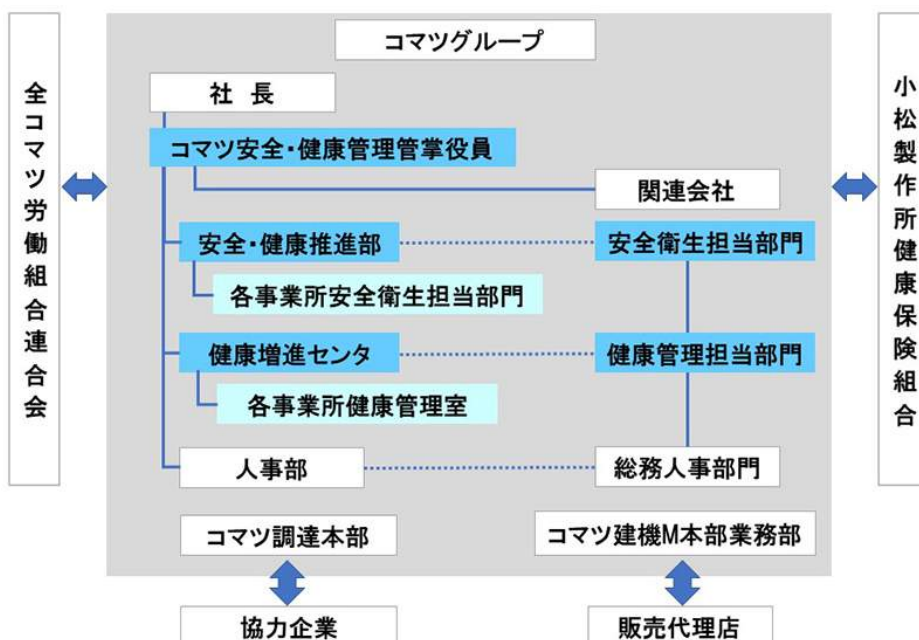 コマツグループ
社 長
コマツ安全・健康管理管掌役員
関連会社
安全・健康推進部
安全衛生担当部門
各事業所安全衛生担当部門
健康増進センタ
健康管理担当部門
各事業所健康管理室
人事部
総務人事部門
コマツ調達本部
コマツ建機M本部業務部
協力企業
販売代理店
全コマツ労働組合連合会
小松製作所健康保険組合